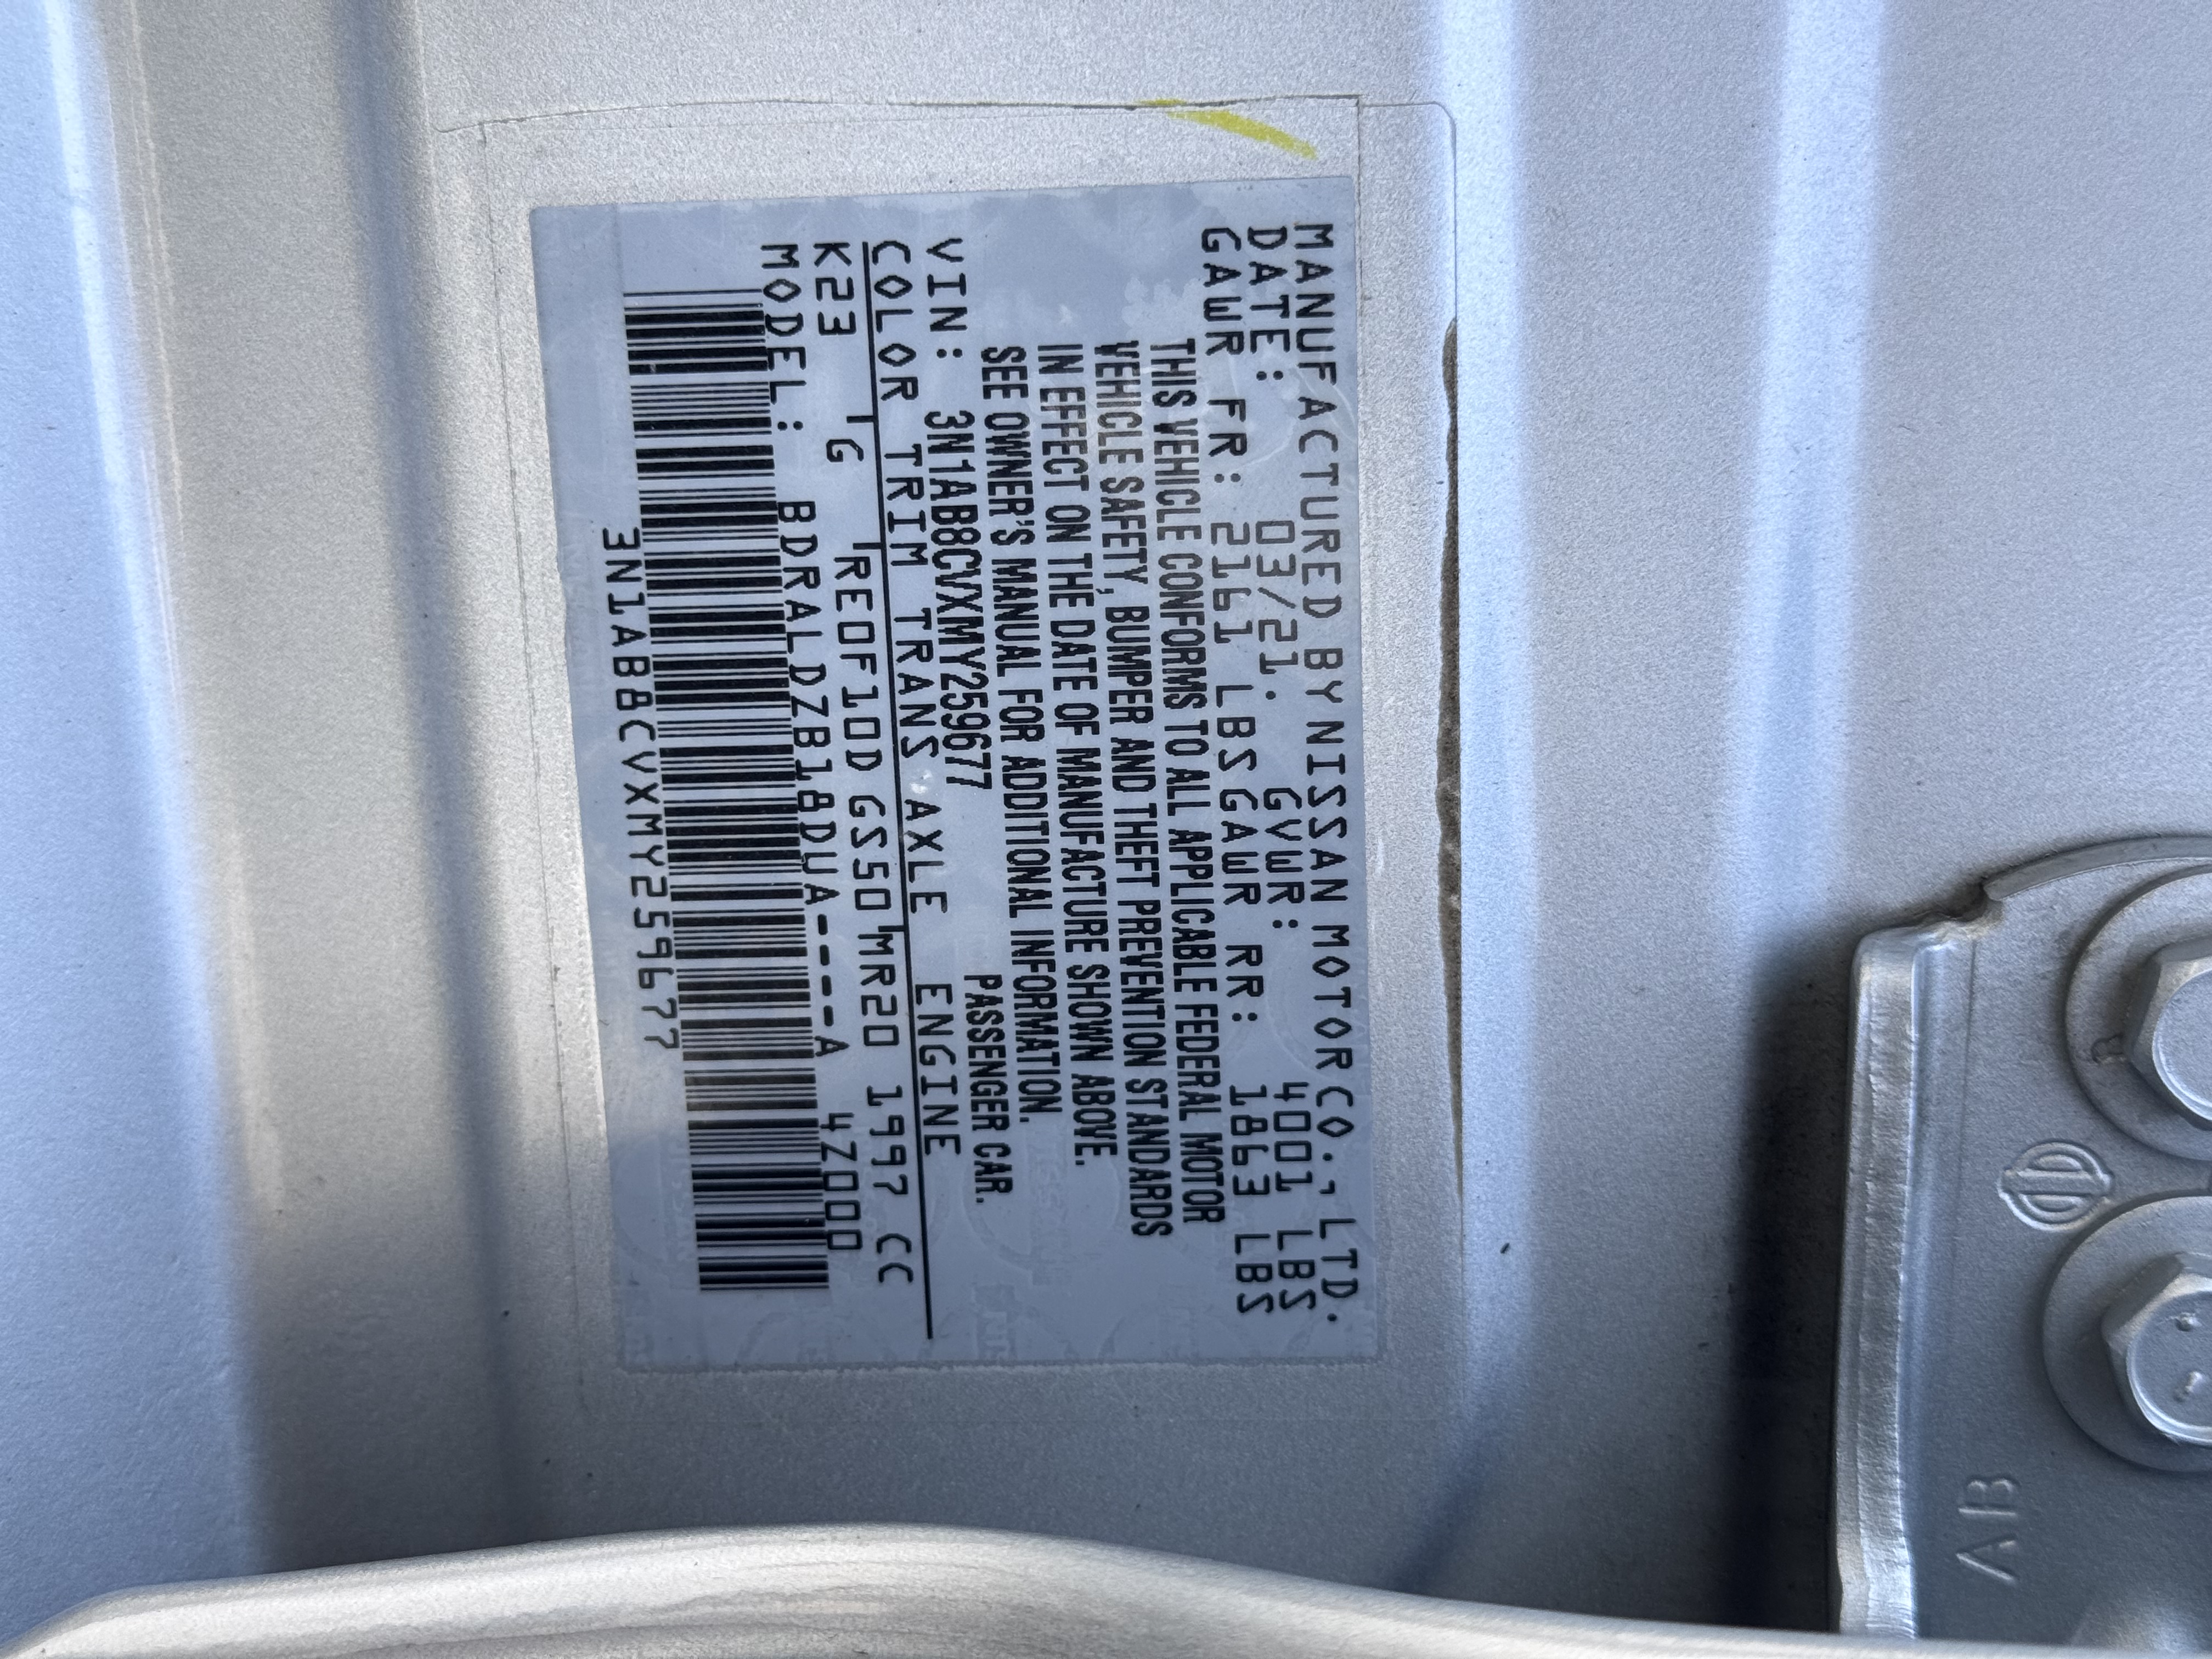 MANUFACTURED BY NISSAN MOTOR CO., LTD.
DATE: 03/21. GVWR: 4001 LBS
GAWR FR: 2161 LBS GAWR RR: 1863 LBS
THIS VEHICLE CONFORMS TO ALL APPLICABLE FEDERAL MOTOR
VEHICLE SAFETY, BUMPER AND THEFT PREVENTION STANDARDS
IN EFFECT ON THE DATE OF MANUFACTURE SHOWN ABOVE.
SEE OWNER'S MANUAL FOR ADDITIONAL INFORMATION.
VIN: 3N1AB8CVXMY259677 PASSENGER CAR.
COLOR TRIM TRANS AXLE ENGINE
K23 G RE0F10D GS50 MR20 1997 CC
MODEL: BDRALDZB18DUA----A 4Z000
3N1AB8CVXMY259677
AB